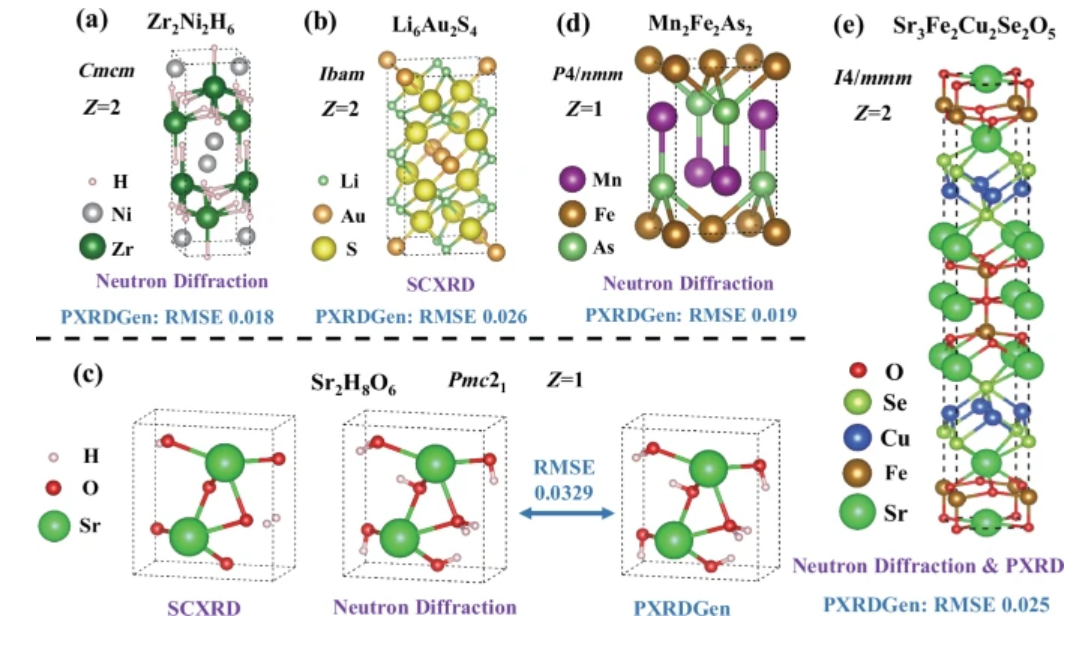 (a) Zr₂Ni₂H₆
Cmcm
Z=2
H
Ni
Zr
Neutron Diffraction
PXRDGen: RMSE 0.018
(b) Li₆Au₂S₄
Ibam
Z=2
Li
Au
S
SCXRD
PXRDGen: RMSE 0.026
(d) Mn₂Fe₂As₂
P4/nmm
Z=1
Mn
Fe
As
Neutron Diffraction
PXRDGen: RMSE 0.019
(e) Sr₃Fe₂Cu₂Se₂O₅
I4/mmm
Z=2
O
Se
Cu
Fe
Sr
Neutron Diffraction & PXRD
PXRDGen: RMSE 0.025
(c) Sr₂H₈O₆ Pmc2₁ Z=1
H
O
Sr
RMSE
0.0329
SCXRD
Neutron Diffraction
PXRDGen